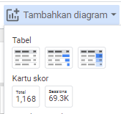 Tambahkan diagram
Tabel
Kartu skor
Total
1,168
Sessions
69.3K